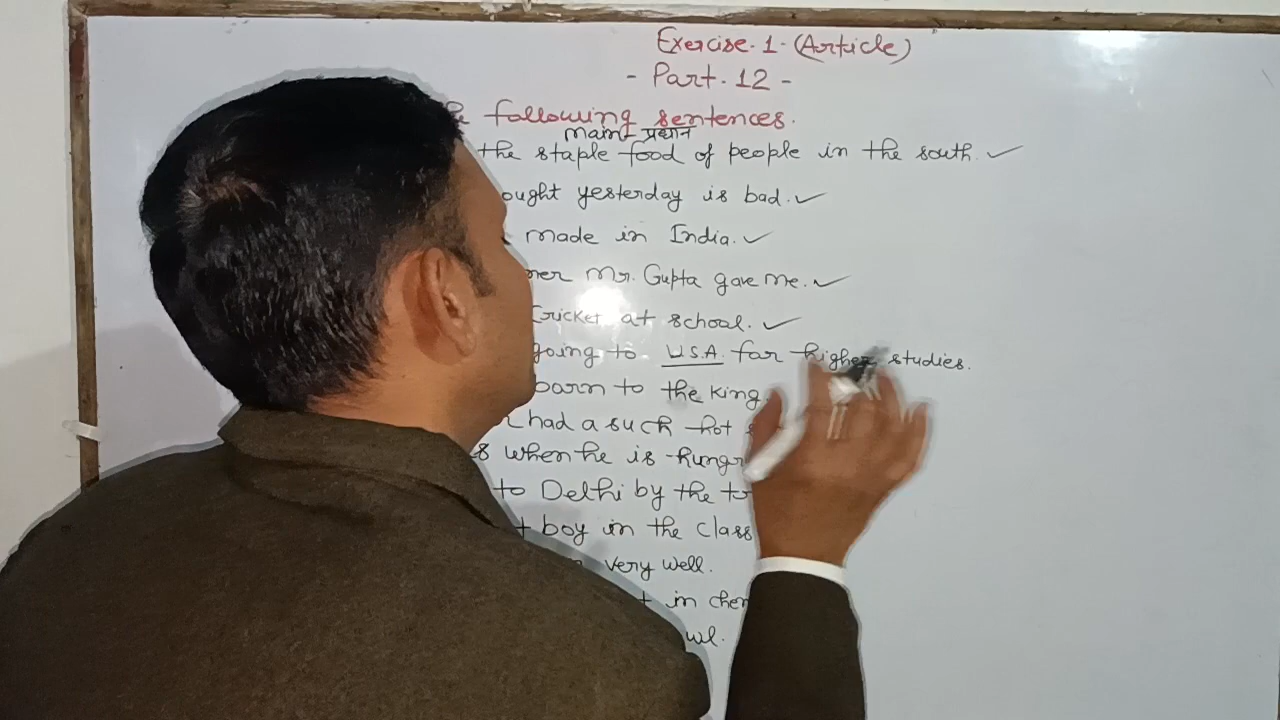 Exercise. 1 - (Article)
- Part. 12 -
following sentences.
main - प्रधान
the staple food of people in the south. ✓
ought yesterday is bad. ✓
made in India. ✓
ner Mr. Gupta gave me. ✓
Cricket at school. ✓
going to U.S.A. for higher studies.
born to the king.
had a such hot
s when he is hungr
to Delhi by the tr
t boy in the class
very well.
t in chem
wl.